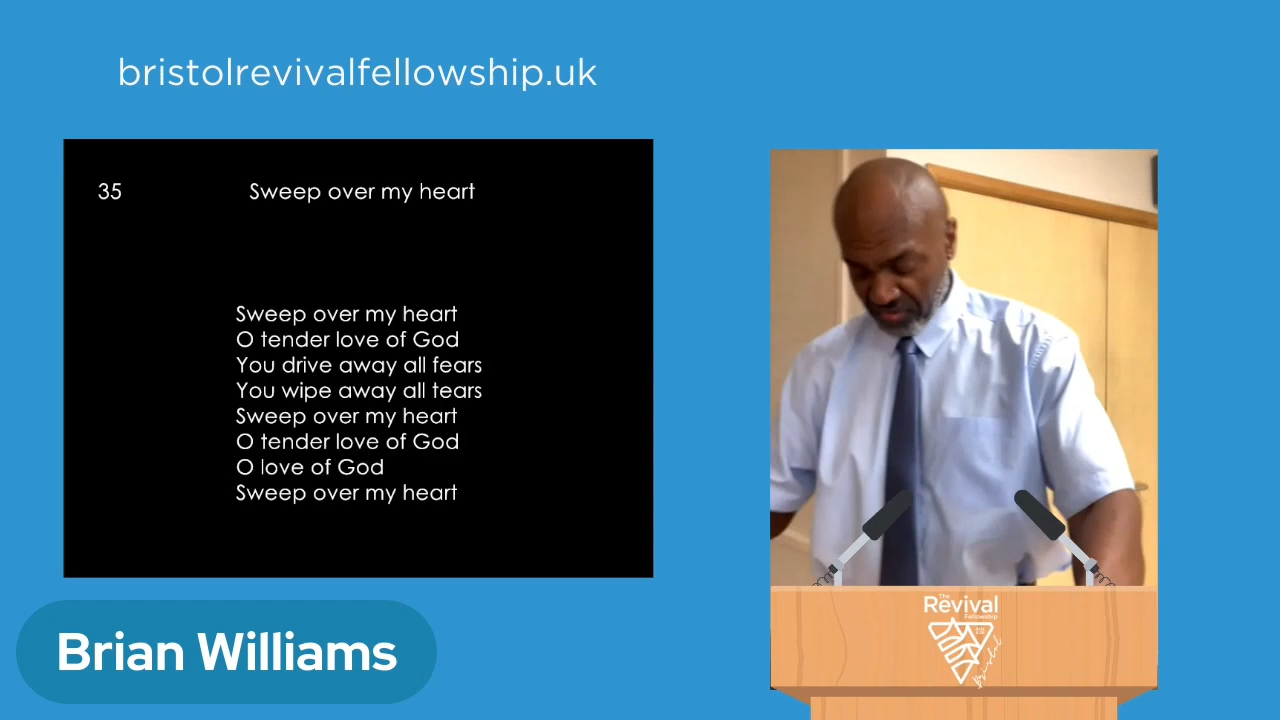 bristolrevivalfellowship.uk
35
Sweep over my heart
Sweep over my heart
O tender love of God
You drive away all fears
You wipe away all tears
Sweep over my heart
O tender love of God
O love of God
Sweep over my heart
Brian Williams
The
Revival
Fellowship